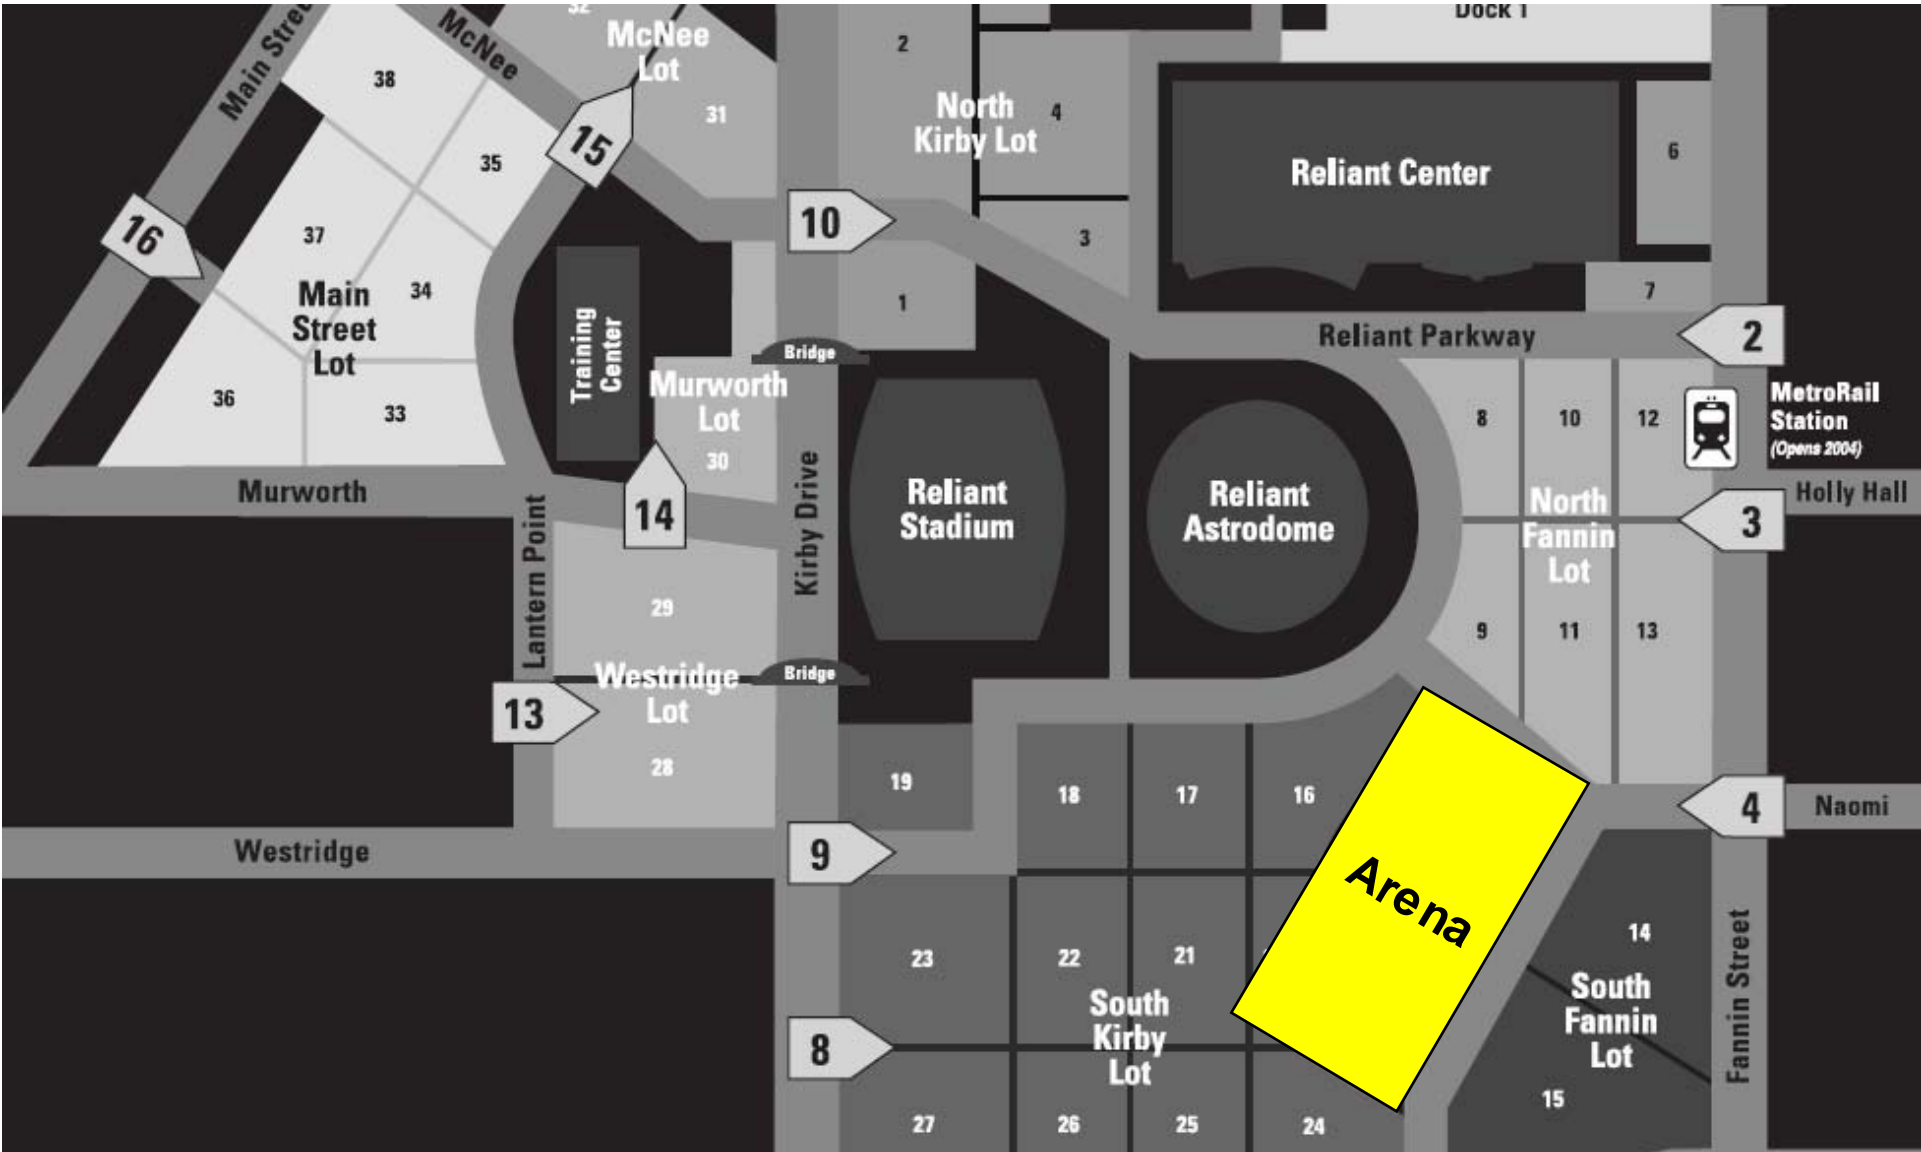 Main Street
McNee
32
McNee
Lot
31
2
North
Kirby Lot
4
3
Dock 1
Reliant Center
6
7
38
35
15
16
37
34
Main
Street
Lot
36
33
10
1
Training
Center
Bridge
Murworth
Lot
30
Reliant Parkway
2
MetroRail
Station
(Opens 2004)
8
10
12
Holly Hall
3
Murworth
14
Kirby Drive
Reliant
Stadium
Reliant
Astrodome
North
Fannin
Lot
Lantern Point
29
9
11
13
Westridge
Lot
Bridge
13
28
19
18
17
16
4
Naomi
Westridge
9
Arena
23
22
21
14
South
Fannin
Lot
Fannin Street
South
Kirby
Lot
8
15
27
26
25
24